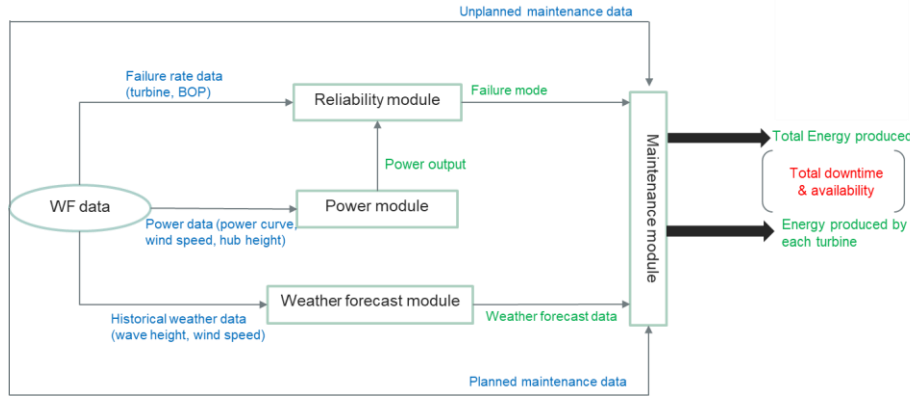 Unplanned maintenance data
Failure rate data
(turbine, BOP)
Reliability module
Failure mode
Total Energy produced
Power output
Total downtime
& availability
Maintenance module
WF data
Power module
Power data (power curve,
wind speed, hub height)
Energy produced by
each turbine
Weather forecast module
Historical weather data
(wave height, wind speed)
Weather forecast data
Planned maintenance data